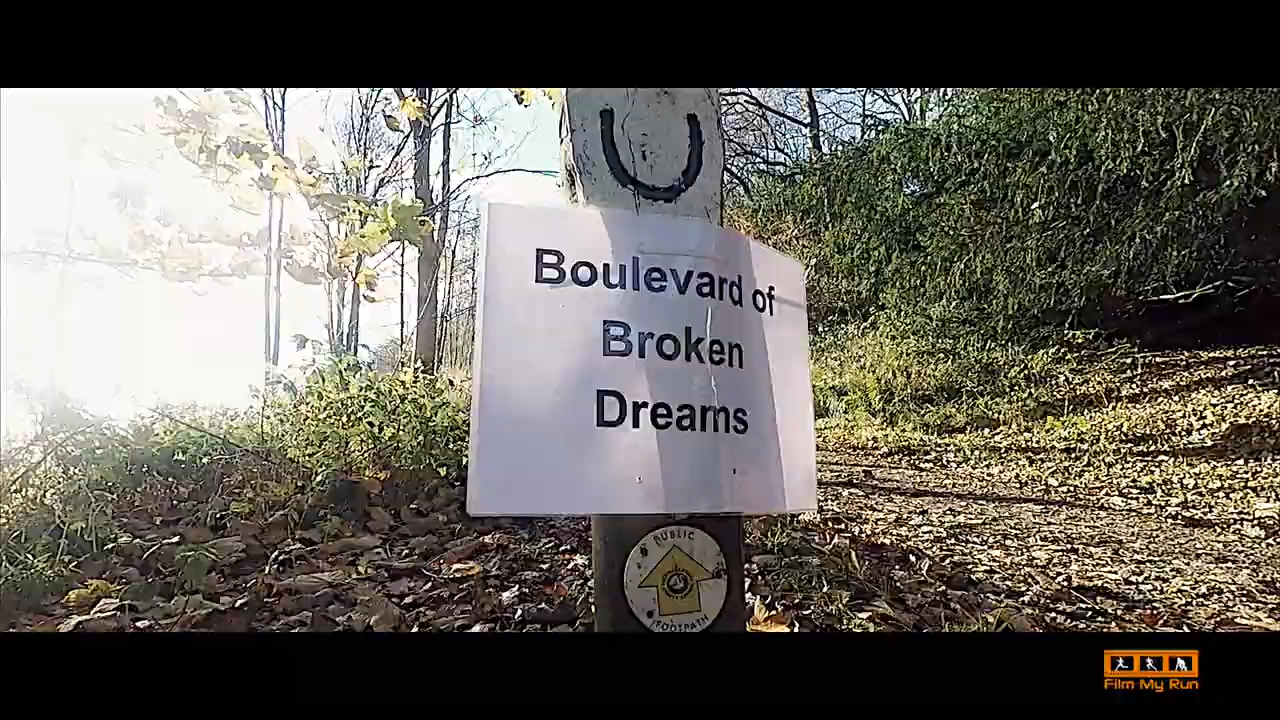 Boulevard of
Broken
Dreams
PUBLIC
FOOTPATH
Film My Run